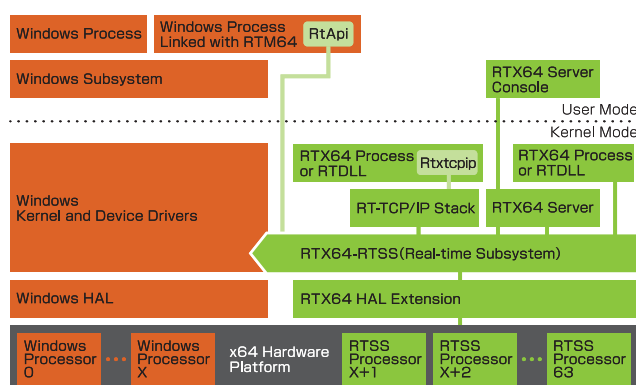 Windows Process
Windows Process
Linked with RTM64
RtApi
Windows Subsystem
RTX64 Server
Console
User Mode
Kernel Mode
Windows
Kernel and Device Drivers
RTX64 Process
or RTDLL
Rtxtcpip
RTX64 Process
or RTDLL
RT-TCP/IP Stack
RTX64 Server
RTX64-RTSS(Real-time Subsystem)
Windows HAL
RTX64 HAL Extension
Windows
Processor
0
Windows
Processor
X
x64 Hardware
Platform
RTSS
Processor
X+1
RTSS
Processor
X+2
RTSS
Processor
63